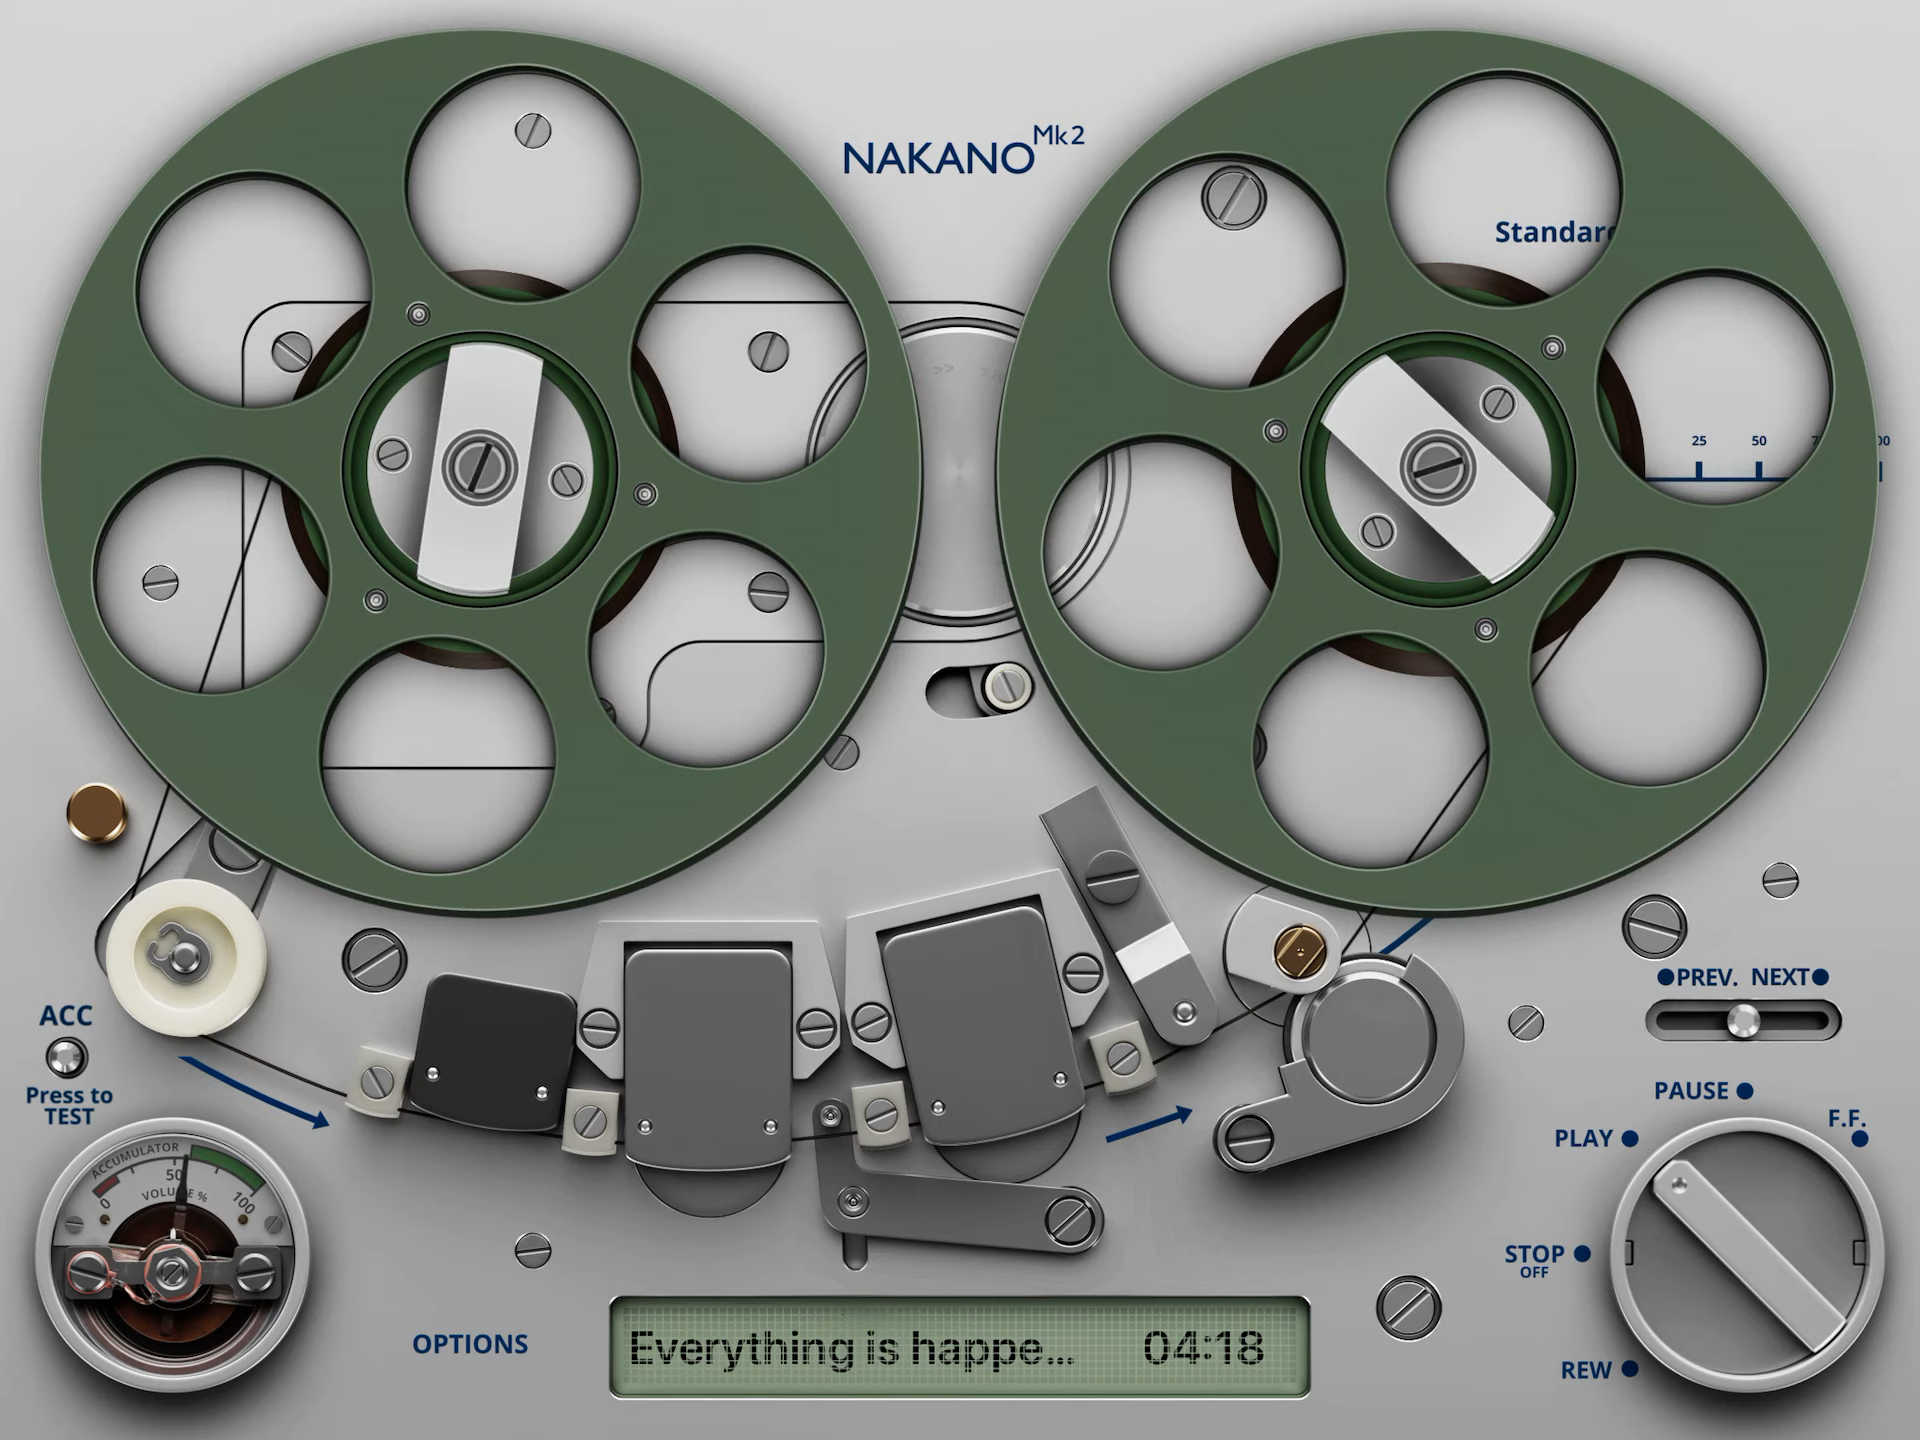 NAKANO Mk2
Standar
25 50
ACC
Press to
TEST
ACCUMULATOR
0 50 100
VOLUME %
OPTIONS
Everything is happe... 04:18
PREV. NEXT
PAUSE
F.F.
PLAY
STOP
OFF
REW